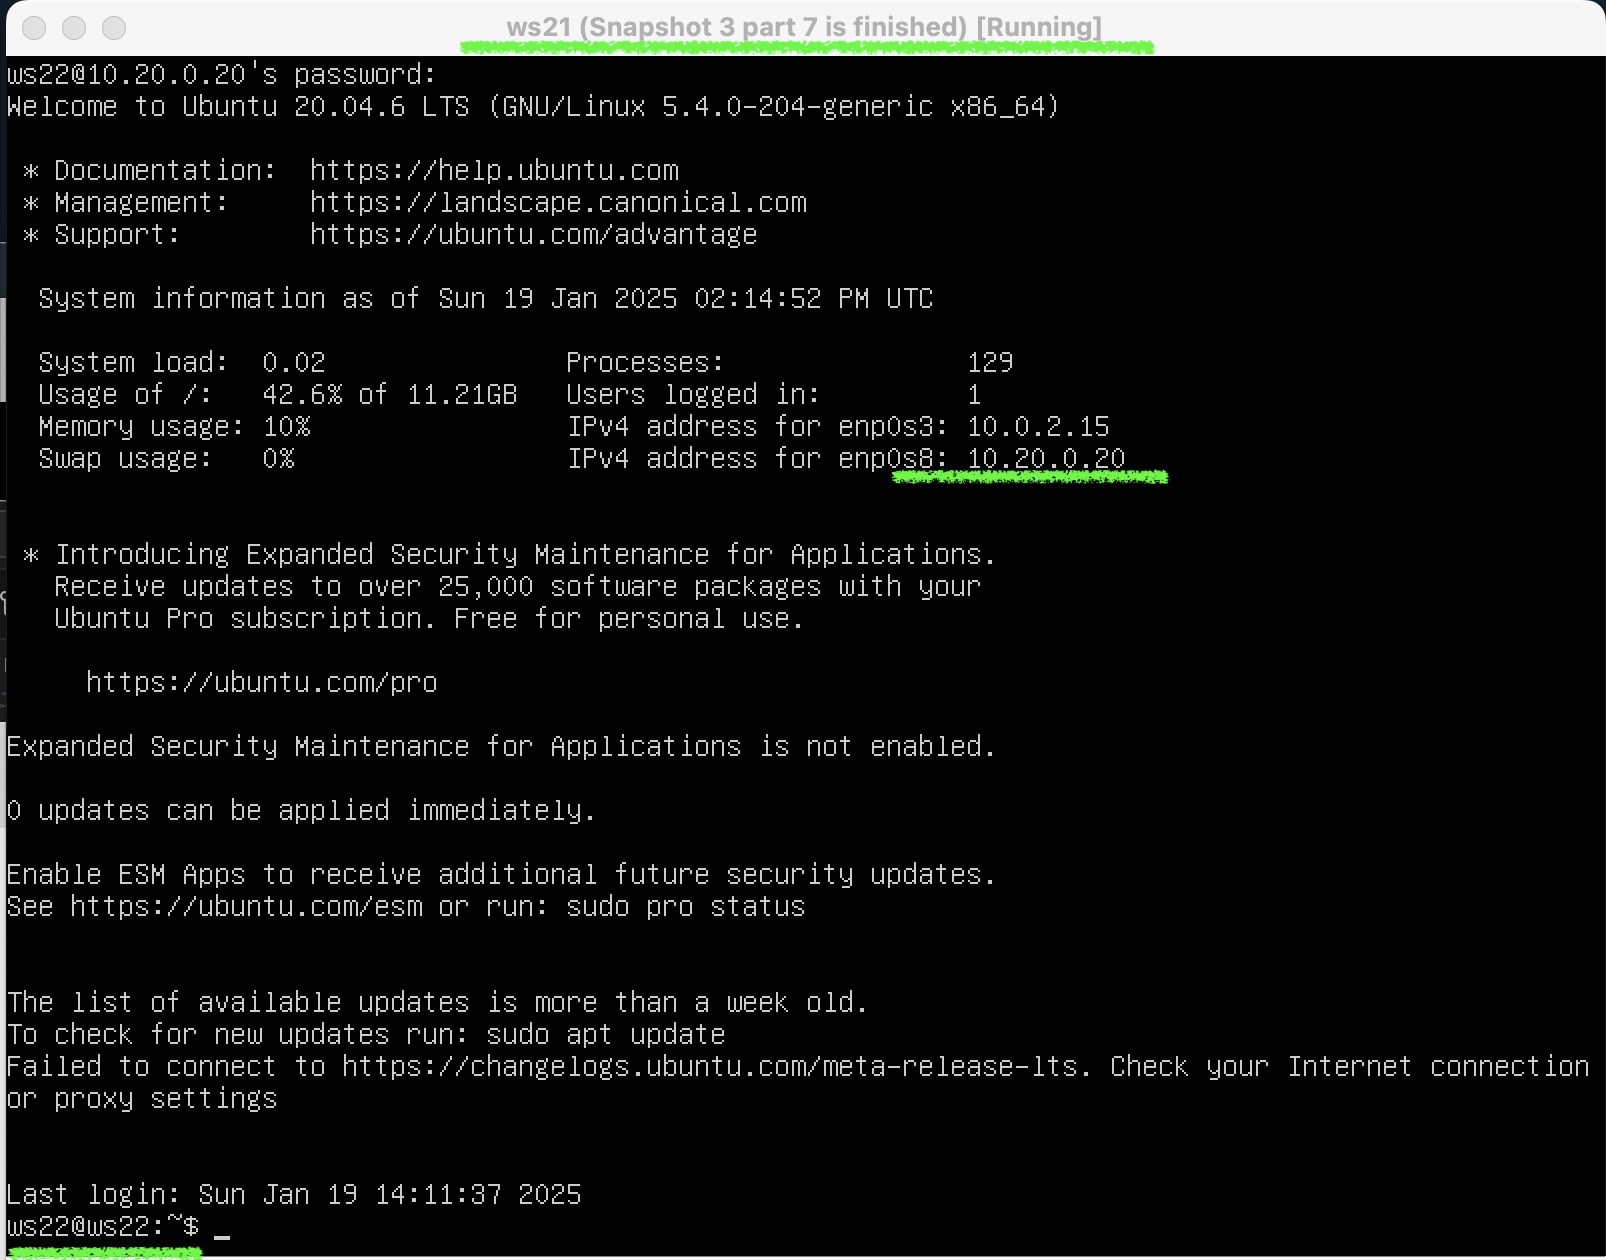 ws21 (Snapshot 3 part 7 is finished) [Running]
ws22@10.20.0.20's password:
Welcome to Ubuntu 20.04.6 LTS (GNU/Linux 5.4.0-204-generic x86_64)
* Documentation:  https://help.ubuntu.com
* Management:     https://landscape.canonical.com
* Support:        https://ubuntu.com/advantage
System information as of Sun 19 Jan 2025 02:14:52 PM UTC
System load:  0.02               Processes:               129
Usage of /:   42.6% of 11.21GB   Users logged in:         1
Memory usage: 10%                IPv4 address for enp0s3: 10.0.2.15
Swap usage:   0%                 IPv4 address for enp0s8: 10.20.0.20
* Introducing Expanded Security Maintenance for Applications.
Receive updates to over 25,000 software packages with your
Ubuntu Pro subscription. Free for personal use.
https://ubuntu.com/pro
Expanded Security Maintenance for Applications is not enabled.
0 updates can be applied immediately.
Enable ESM Apps to receive additional future security updates.
See https://ubuntu.com/esm or run: sudo pro status
The list of available updates is more than a week old.
To check for new updates run: sudo apt update
Failed to connect to https://changelogs.ubuntu.com/meta-release-lts. Check your Internet connection
or proxy settings
Last login: Sun Jan 19 14:11:37 2025
ws22@ws22:~$ _